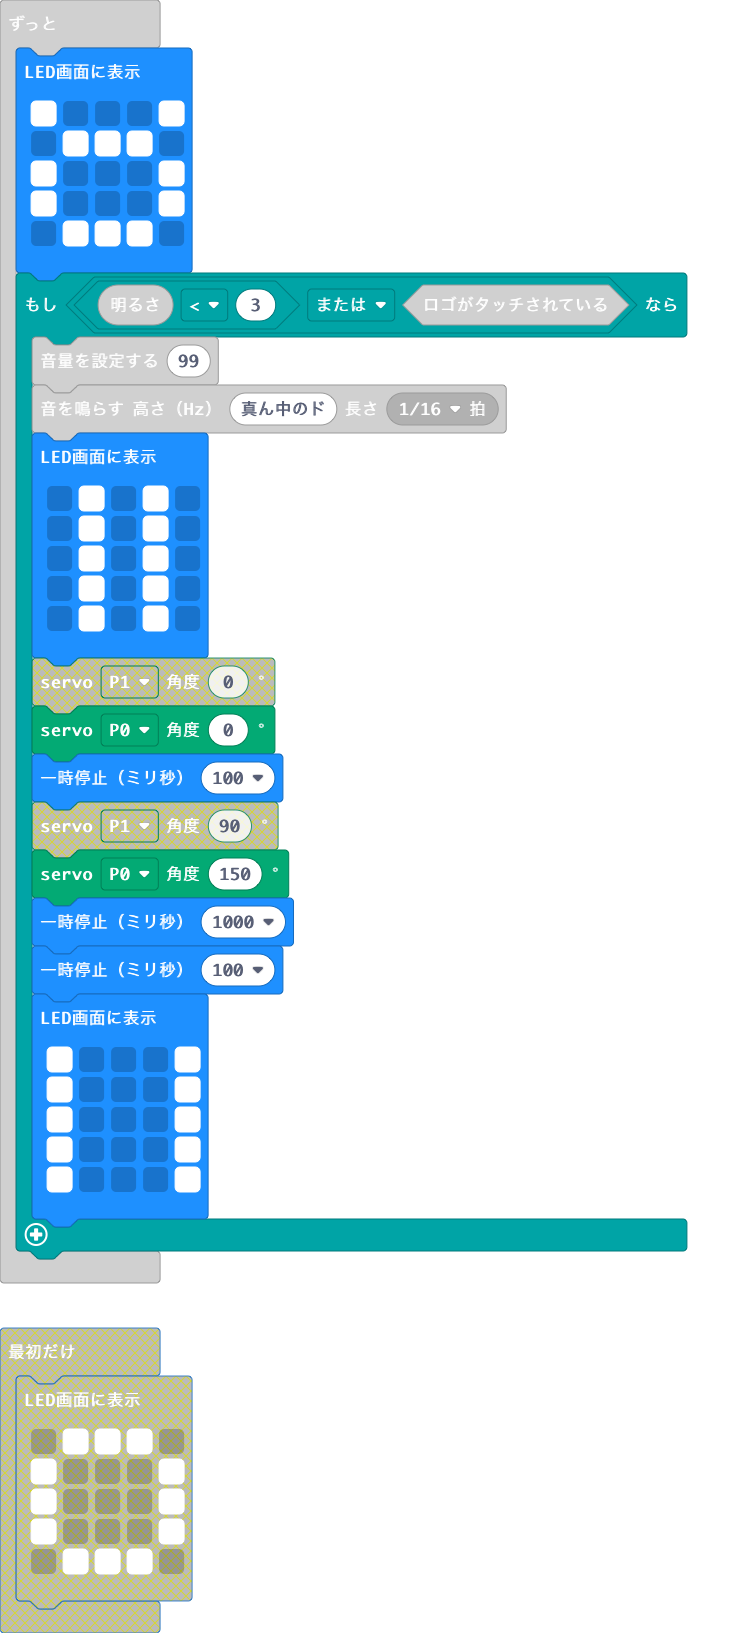 ずっと
LED画面に表示
もし 明るさ < 3 または ロゴがタッチされている なら
音量を設定する 99
音を鳴らす 高さ（Hz） 真ん中のド 長さ 1/16 拍
LED画面に表示
servo P1 角度 0 °
servo P0 角度 0 °
一時停止（ミリ秒） 100
servo P1 角度 90 °
servo P0 角度 150 °
一時停止（ミリ秒） 1000
一時停止（ミリ秒） 100
LED画面に表示
最初だけ
LED画面に表示